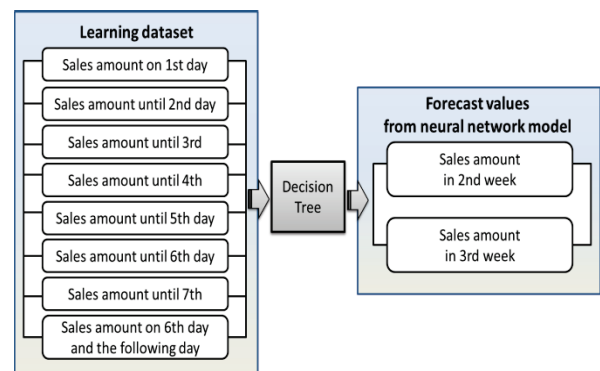 Learning dataset
Sales amount on 1st day
Sales amount until 2nd day
Sales amount until 3rd
Sales amount until 4th
Sales amount until 5th day
Sales amount until 6th day
Sales amount until 7th
Sales amount on 6th day
and the following day
Decision
Tree
Forecast values
from neural network model
Sales amount
in 2nd week
Sales amount
in 3rd week